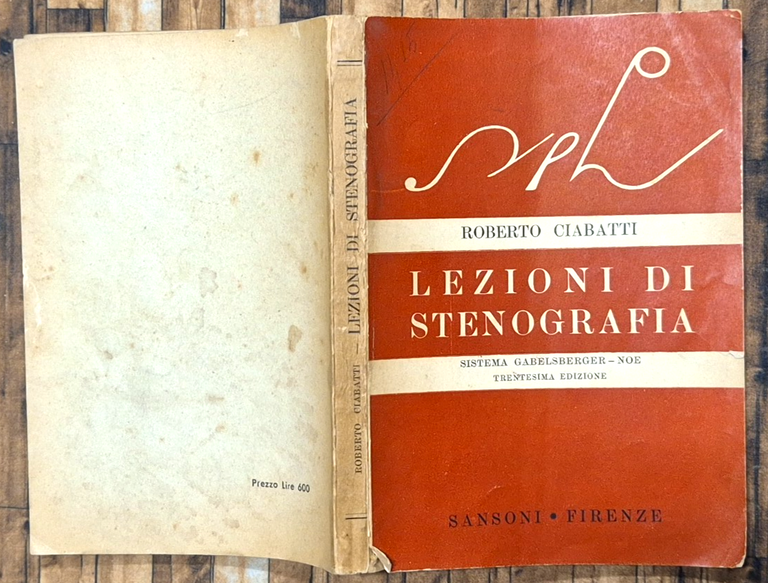 Prezzo Lire 600
ROBERTO CIABATTI – LEZIONI DI STENOGRAFIA
ROBERTO CIABATTI
LEZIONI DI
STENOGRAFIA
SISTEMA GABELSBERGER – NOE
TRENTESIMA EDIZIONE
SANSONI • FIRENZE